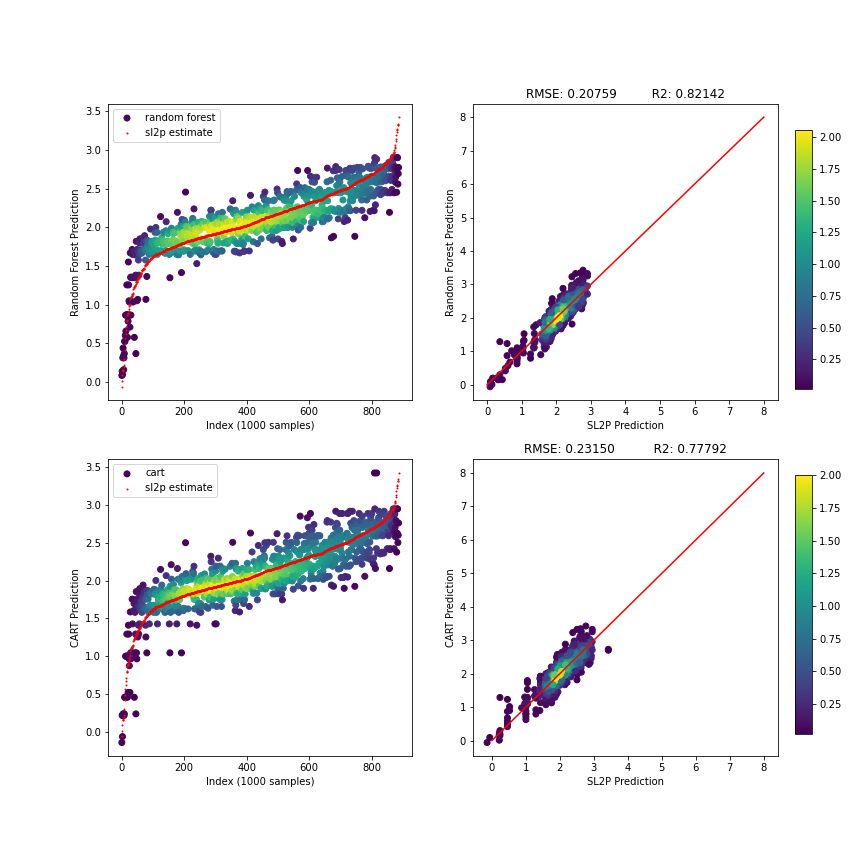 RMSE: 0.20759 R2: 0.82142
random forest
sl2p estimate
Random Forest Prediction
3.5
3.0
2.5
2.0
1.5
1.0
0.5
0.0
0 200 400 600 800
Index (1000 samples)
Random Forest Prediction
8
7
6
5
4
3
2
1
0
0 1 2 3 4 5 6 7 8
SL2P Prediction
2.00
1.75
1.50
1.25
1.00
0.75
0.50
0.25
RMSE: 0.23150 R2: 0.77792
cart
sl2p estimate
CART Prediction
3.5
3.0
2.5
2.0
1.5
1.0
0.5
0.0
0 200 400 600 800
Index (1000 samples)
CART Prediction
8
7
6
5
4
3
2
1
0
0 1 2 3 4 5 6 7 8
SL2P Prediction
2.00
1.75
1.50
1.25
1.00
0.75
0.50
0.25